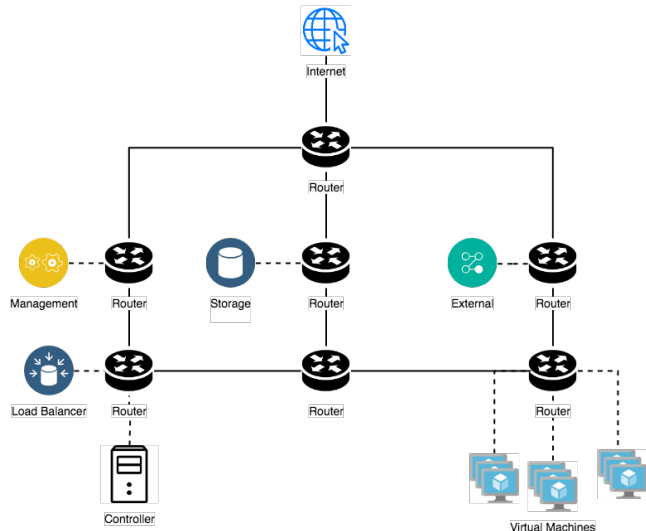 Internet
Router
Management
Router
Storage
Router
External
Router
Load Balancer
Router
Router
Router
Controller
Virtual Machines